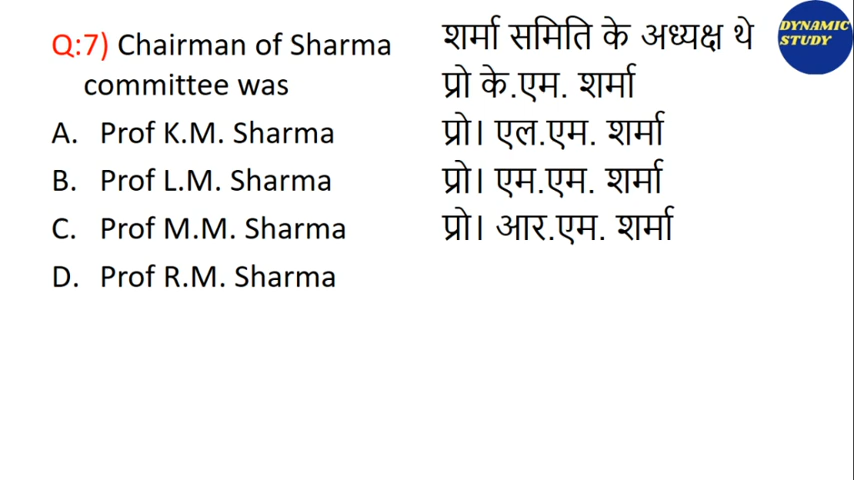 Q:7) Chairman of Sharma
committee was
A. Prof K.M. Sharma
B. Prof L.M. Sharma
C. Prof M.M. Sharma
D. Prof R.M. Sharma
शर्मा समिति के अध्यक्ष थे
प्रो के.एम. शर्मा
प्रो। एल.एम. शर्मा
प्रो। एम.एम. शर्मा
प्रो। आर.एम. शर्मा
DYNAMIC
STUDY